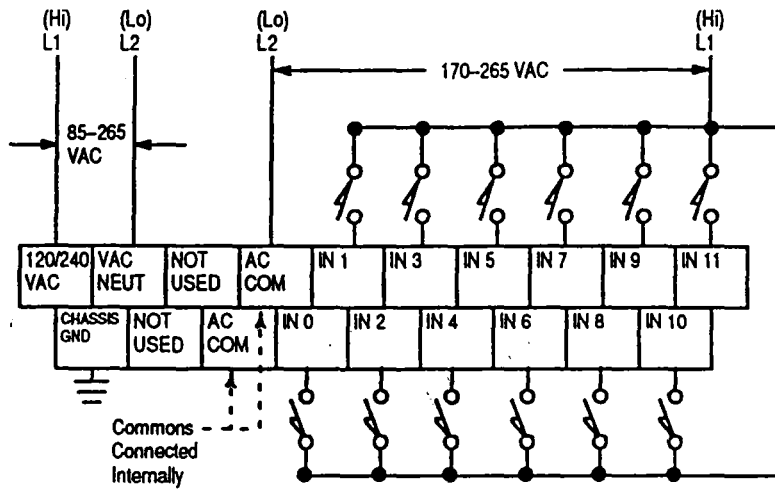 (Hi) (Lo) (Lo) (Hi)
L1 L2 L2 L1
170–265 VAC
85–265
VAC
120/240
VAC
VAC
NEUT
NOT
USED
AC
COM
IN 1
IN 3
IN 5
IN 7
IN 9
IN 11
CHASSIS
GND
NOT
USED
AC
COM
IN 0
IN 2
IN 4
IN 6
IN 8
IN 10
Commons
Connected
Internally